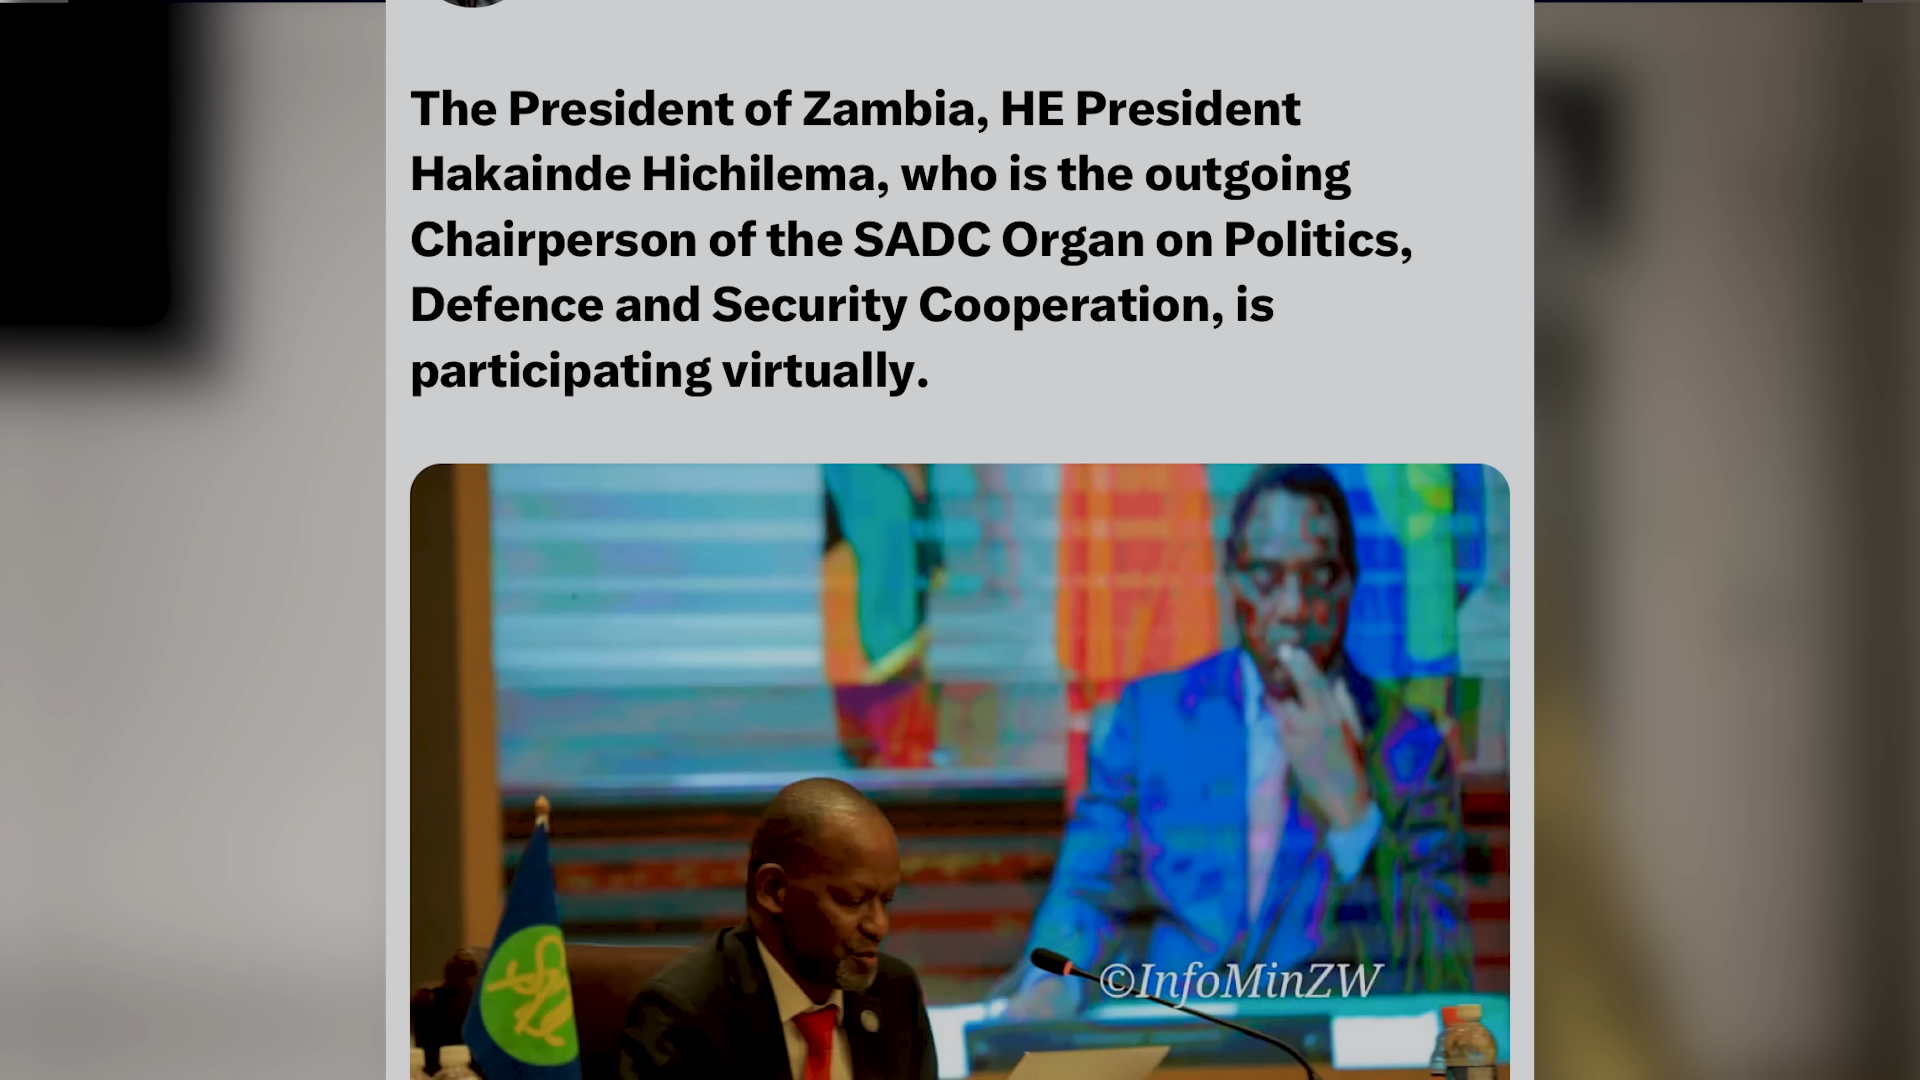 The President of Zambia, HE President
Hakainde Hichilema, who is the outgoing
Chairperson of the SADC Organ on Politics,
Defence and Security Cooperation, is
participating virtually.
©InfoMinZW